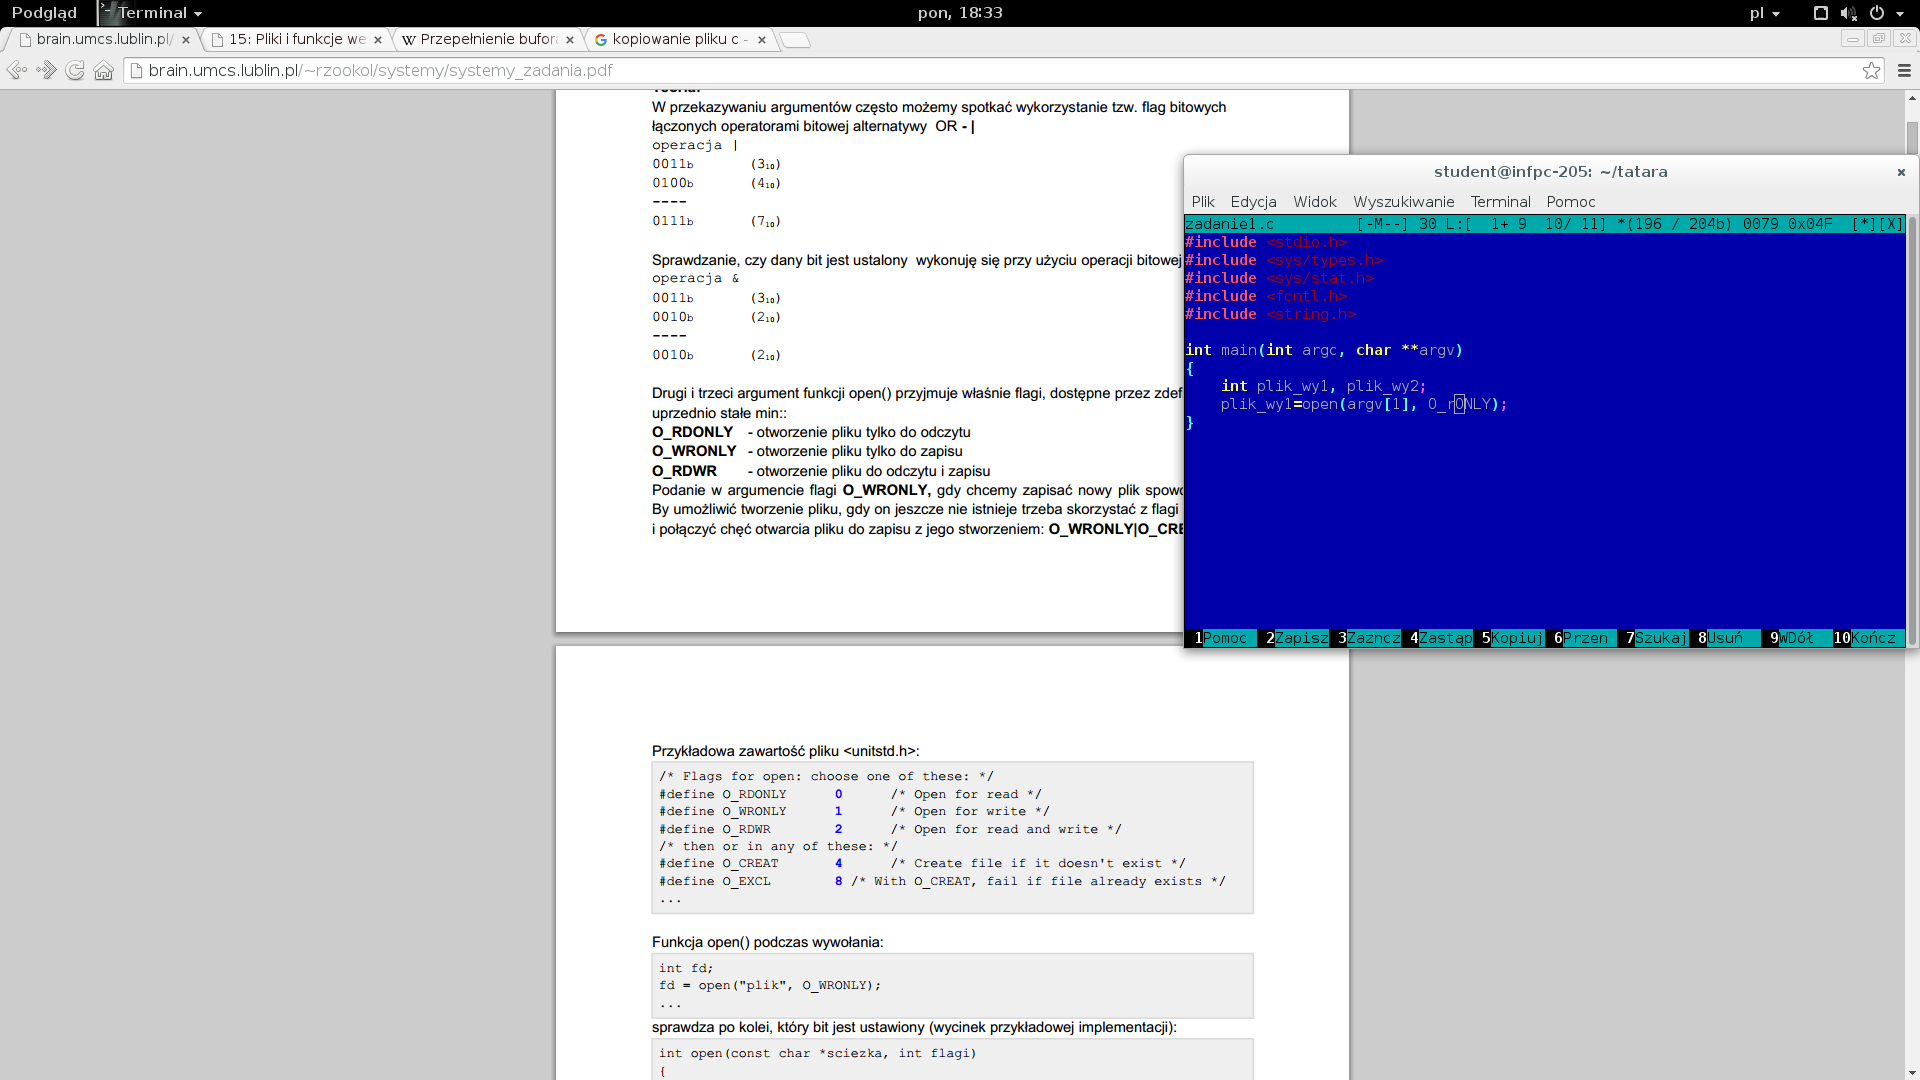 Podgląd Terminal pon, 18:33 pl
brain.umcs.lublin.pl/ 15: Pliki i funkcje we Przepełnienie bufor kopiowanie pliku c -
brain.umcs.lublin.pl/~rzookol/systemy/systemy_zadania.pdf
W przekazywaniu argumentów często możemy spotkać wykorzystanie tzw. flag bitowych
łączonych operatorami bitowej alternatywy OR - |
operacja |
0011b (3₁₀)
0100b (4₁₀)
----
0111b (7₁₀)
Sprawdzanie, czy dany bit jest ustalony wykonuję się przy użyciu operacji bitowej
operacja &
0011b (3₁₀)
0010b (2₁₀)
----
0010b (2₁₀)
Drugi i trzeci argument funkcji open() przyjmuje właśnie flagi, dostępne przez zdef
uprzednio stałe min::
O_RDONLY - otworzenie pliku tylko do odczytu
O_WRONLY - otworzenie pliku tylko do zapisu
O_RDWR - otworzenie pliku do odczytu i zapisu
Podanie w argumencie flagi O_WRONLY, gdy chcemy zapisać nowy plik spowo
By umożliwić tworzenie pliku, gdy on jeszcze nie istnieje trzeba skorzystać z flagi
i połączyć chęć otwarcia pliku do zapisu z jego stworzeniem: O_WRONLY|O_CRE
Przykładowa zawartość pliku <unitstd.h>:
/* Flags for open: choose one of these: */
#define O_RDONLY 0 /* Open for read */
#define O_WRONLY 1 /* Open for write */
#define O_RDWR 2 /* Open for read and write */
/* then or in any of these: */
#define O_CREAT 4 /* Create file if it doesn't exist */
#define O_EXCL 8 /* With O_CREAT, fail if file already exists */
...
Funkcja open() podczas wywołania:
int fd;
fd = open("plik", O_WRONLY);
...
sprawdza po kolei, który bit jest ustawiony (wycinek przykładowej implementacji):
int open(const char *sciezka, int flagi)
{
student@infpc-205: ~/tatara
Plik Edycja Widok Wyszukiwanie Terminal Pomoc
zadanie1.c [-M--] 30 L:[ 1+ 9 10/ 11] *(196 / 204b) 0079 0x04F [*][X]
#include <stdio.h>
#include <sys/types.h>
#include <sys/stat.h>
#include <fcntl.h>
#include <string.h>
int main(int argc, char **argv)
{
int plik_wy1, plik_wy2;
plik_wy1=open(argv[1], O_rONLY);
}
1Pomoc 2Zapisz 3Zazncz 4Zastąp 5Kopiuj 6Przen 7Szukaj 8Usuń 9WDół 10Kończ